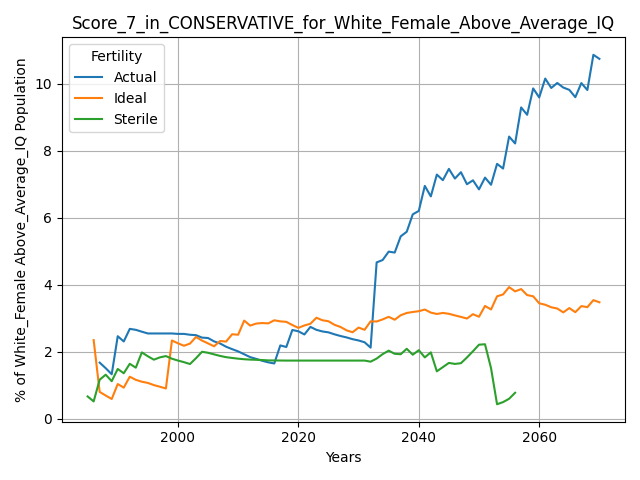 Score_7_in_CONSERVATIVE_for_White_Female_Above_Average_IQ
Fertility
Actual
Ideal
Sterile
% of White_Female Above_Average_IQ Population
10
8
6
4
2
0
2000
2020
2040
2060
Years